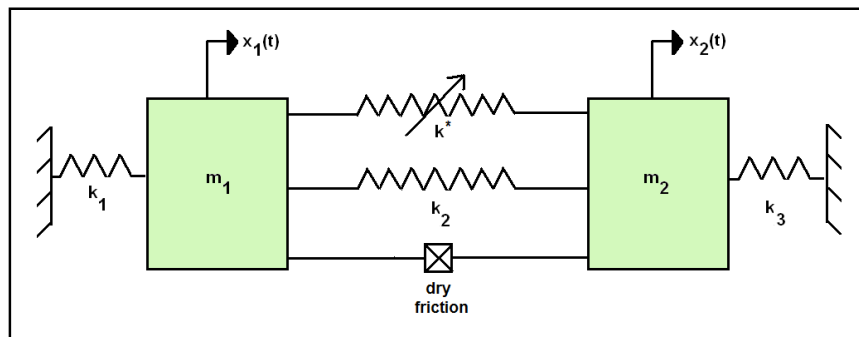 x1(t)
x2(t)
k*
m1
m2
k1
k2
k3
dry
friction